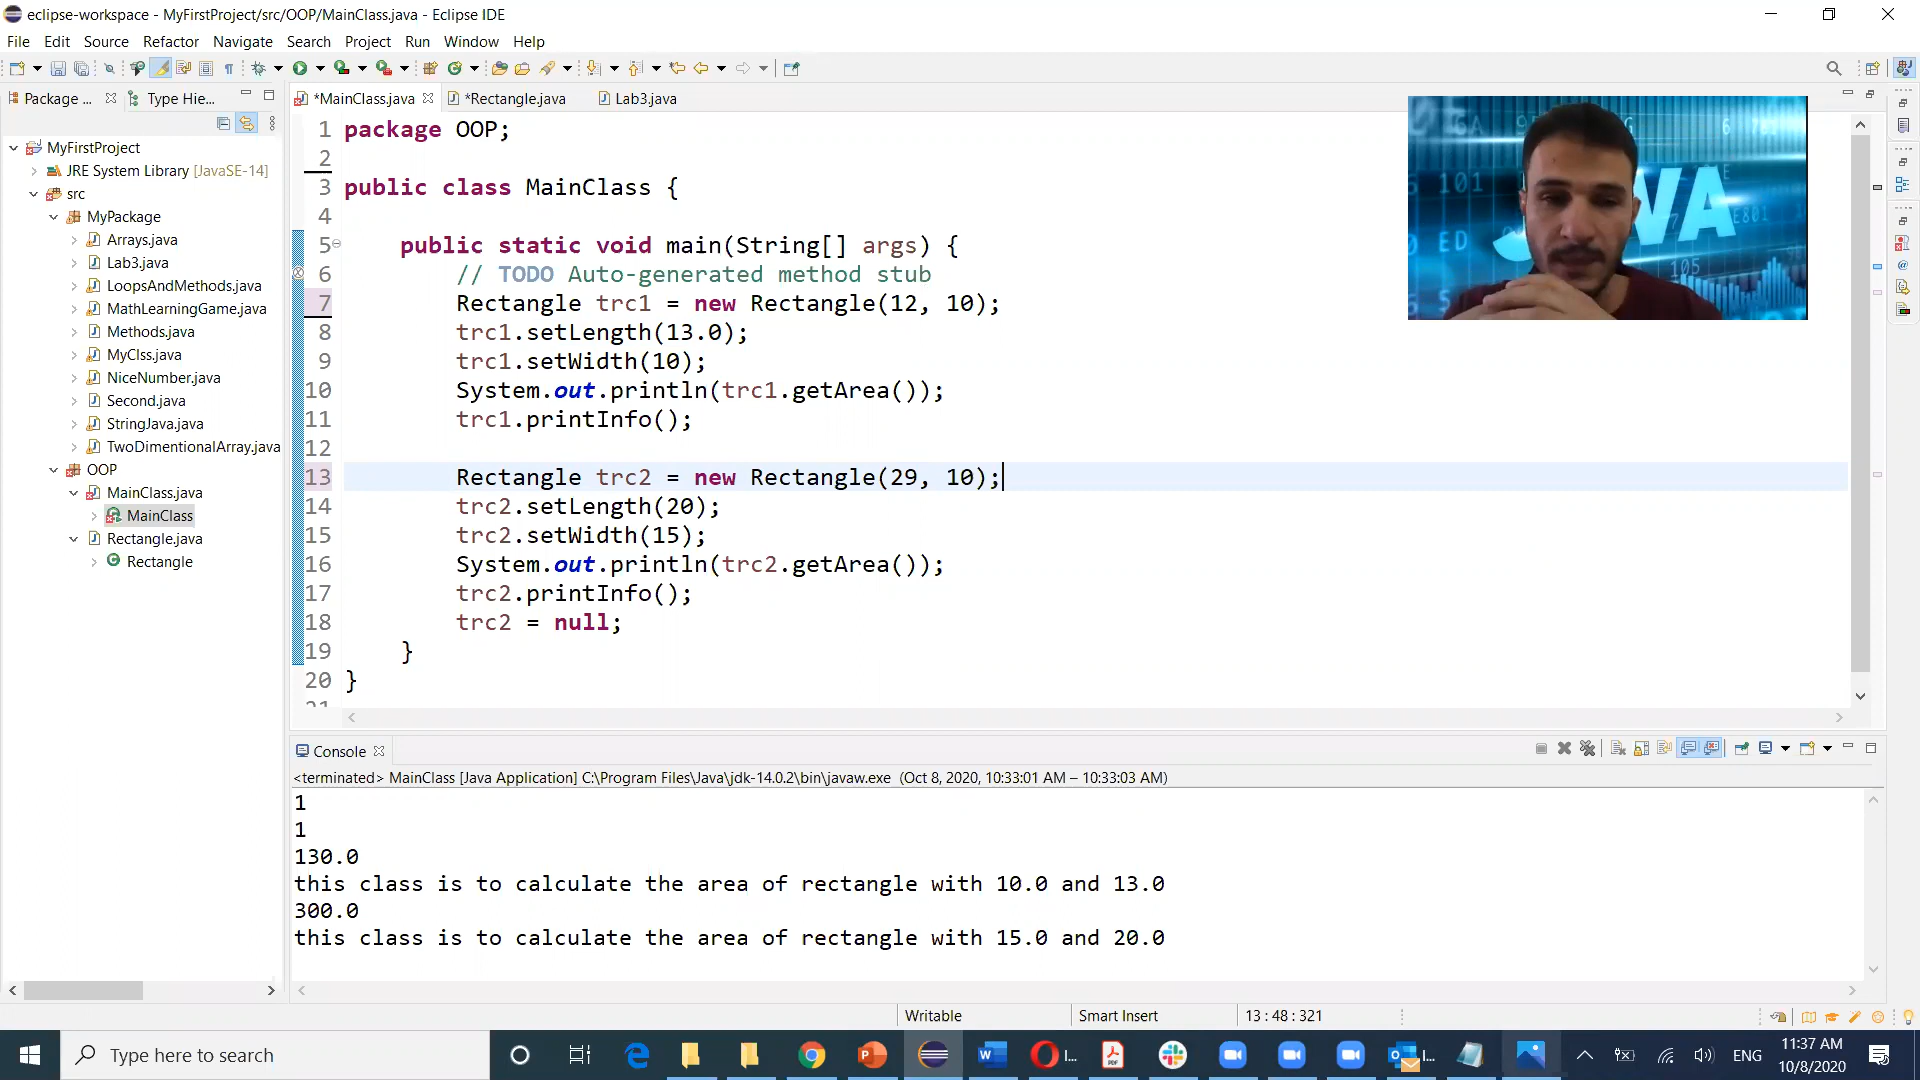 eclipse-workspace - MyFirstProject/src/OOP/MainClass.java - Eclipse IDE
File Edit Source Refactor Navigate Search Project Run Window Help
Package ... Type Hie...
*MainClass.java *Rectangle.java Lab3.java
MyFirstProject
JRE System Library [JavaSE-14]
src
MyPackage
Arrays.java
Lab3.java
LoopsAndMethods.java
MathLearningGame.java
Methods.java
MyClss.java
NiceNumber.java
Second.java
StringJava.java
TwoDimentionalArray.java
OOP
MainClass.java
MainClass
Rectangle.java
Rectangle
1 package OOP;
2
3 public class MainClass {
4
5 public static void main(String[] args) {
6 // TODO Auto-generated method stub
7 Rectangle trc1 = new Rectangle(12, 10);
8 trc1.setLength(13.0);
9 trc1.setWidth(10);
10 System.out.println(trc1.getArea());
11 trc1.printInfo();
12
13 Rectangle trc2 = new Rectangle(29, 10);
14 trc2.setLength(20);
15 trc2.setWidth(15);
16 System.out.println(trc2.getArea());
17 trc2.printInfo();
18 trc2 = null;
19 }
20 }
21
Console
<terminated> MainClass [Java Application] C:\Program Files\Java\jdk-14.0.2\bin\javaw.exe (Oct 8, 2020, 10:33:01 AM – 10:33:03 AM)
1
1
130.0
this class is to calculate the area of rectangle with 10.0 and 13.0
300.0
this class is to calculate the area of rectangle with 15.0 and 20.0
Writable Smart Insert 13 : 48 : 321
Type here to search
I... I...
ENG
11:37 AM
10/8/2020